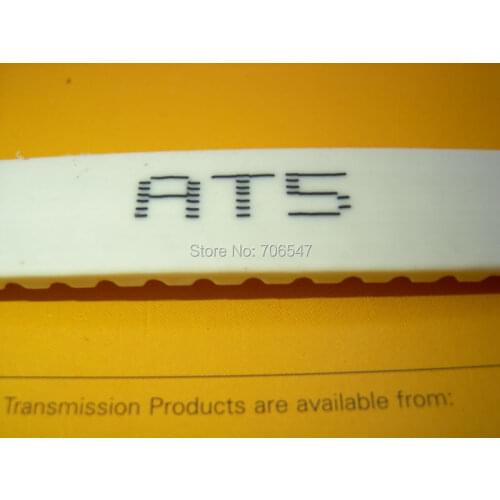 AT5
Store No: 706547
Transmission Products are available from: